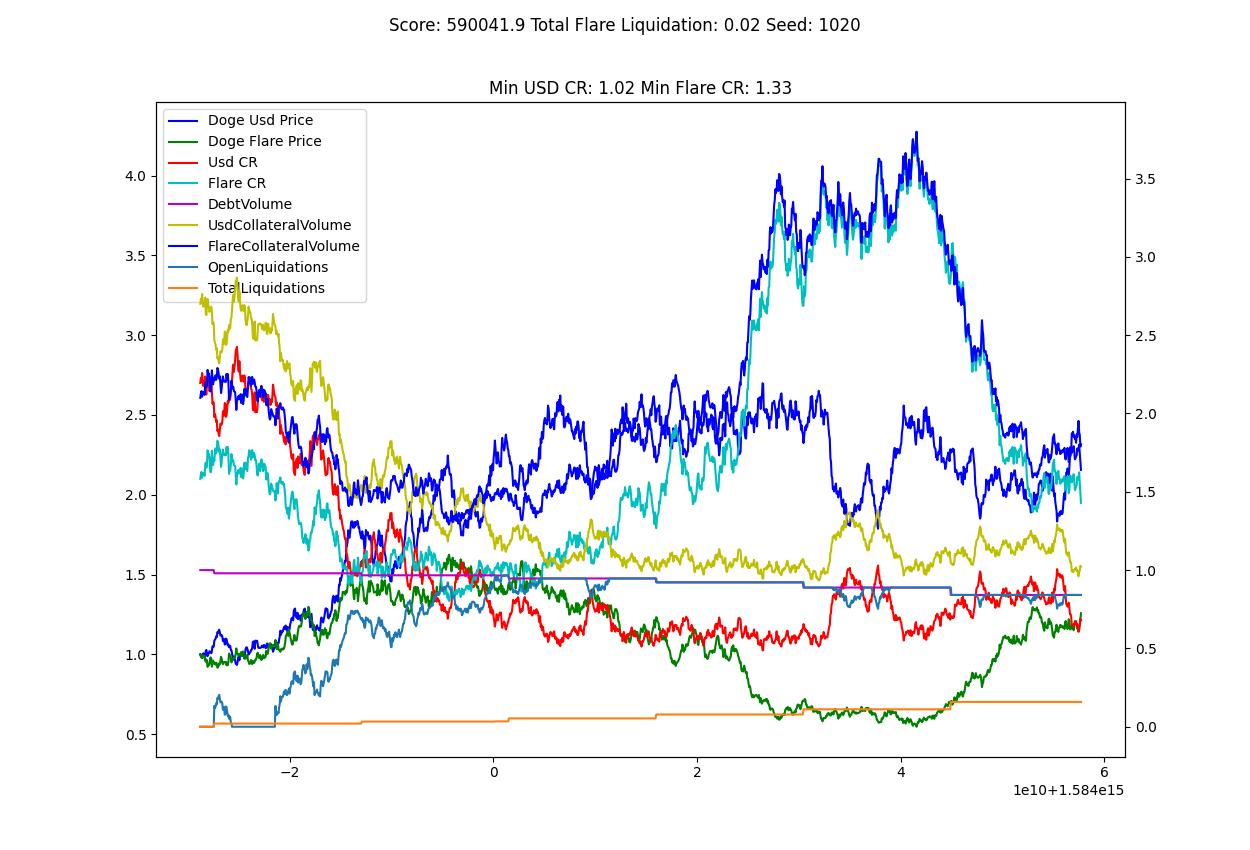 Score: 590041.9 Total Flare Liquidation: 0.02 Seed: 1020
Min USD CR: 1.02 Min Flare CR: 1.33
Doge Usd Price
Doge Flare Price
Usd CR
Flare CR
DebtVolume
UsdCollateralVolume
FlareCollateralVolume
OpenLiquidations
TotalLiquidations
4.0
3.5
3.0
2.5
2.0
1.5
1.0
0.5
3.5
3.0
2.5
2.0
1.5
1.0
0.5
0.0
−2 0 2 4 6
1e10+1.584e15